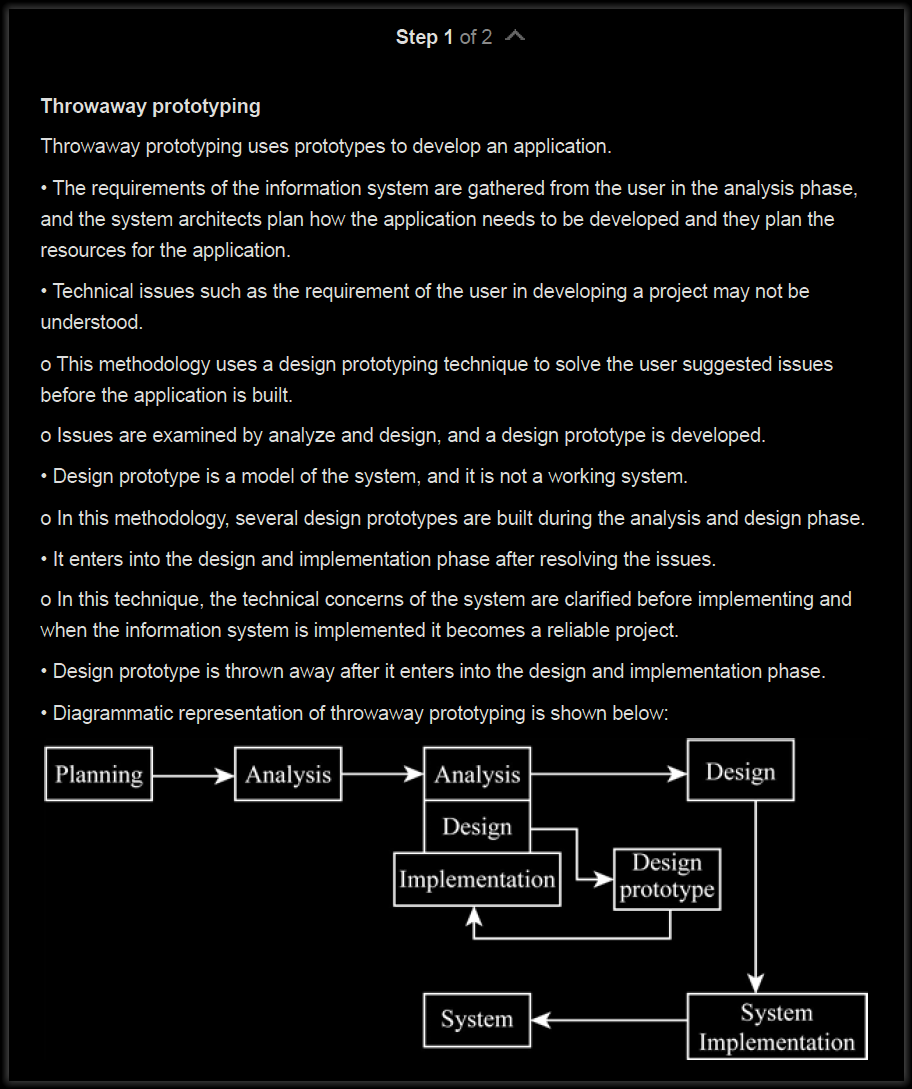 Step 1 of 2
Throwaway prototyping
Throwaway prototyping uses prototypes to develop an application.
• The requirements of the information system are gathered from the user in the analysis phase,
and the system architects plan how the application needs to be developed and they plan the
resources for the application.
• Technical issues such as the requirement of the user in developing a project may not be
understood.
o This methodology uses a design prototyping technique to solve the user suggested issues
before the application is built.
o Issues are examined by analyze and design, and a design prototype is developed.
• Design prototype is a model of the system, and it is not a working system.
o In this methodology, several design prototypes are built during the analysis and design phase.
• It enters into the design and implementation phase after resolving the issues.
o In this technique, the technical concerns of the system are clarified before implementing and
when the information system is implemented it becomes a reliable project.
• Design prototype is thrown away after it enters into the design and implementation phase.
• Diagrammatic representation of throwaway prototyping is shown below:
Planning
Analysis
Analysis
Design
Design
Implementation
Design
prototype
System
System
Implementation